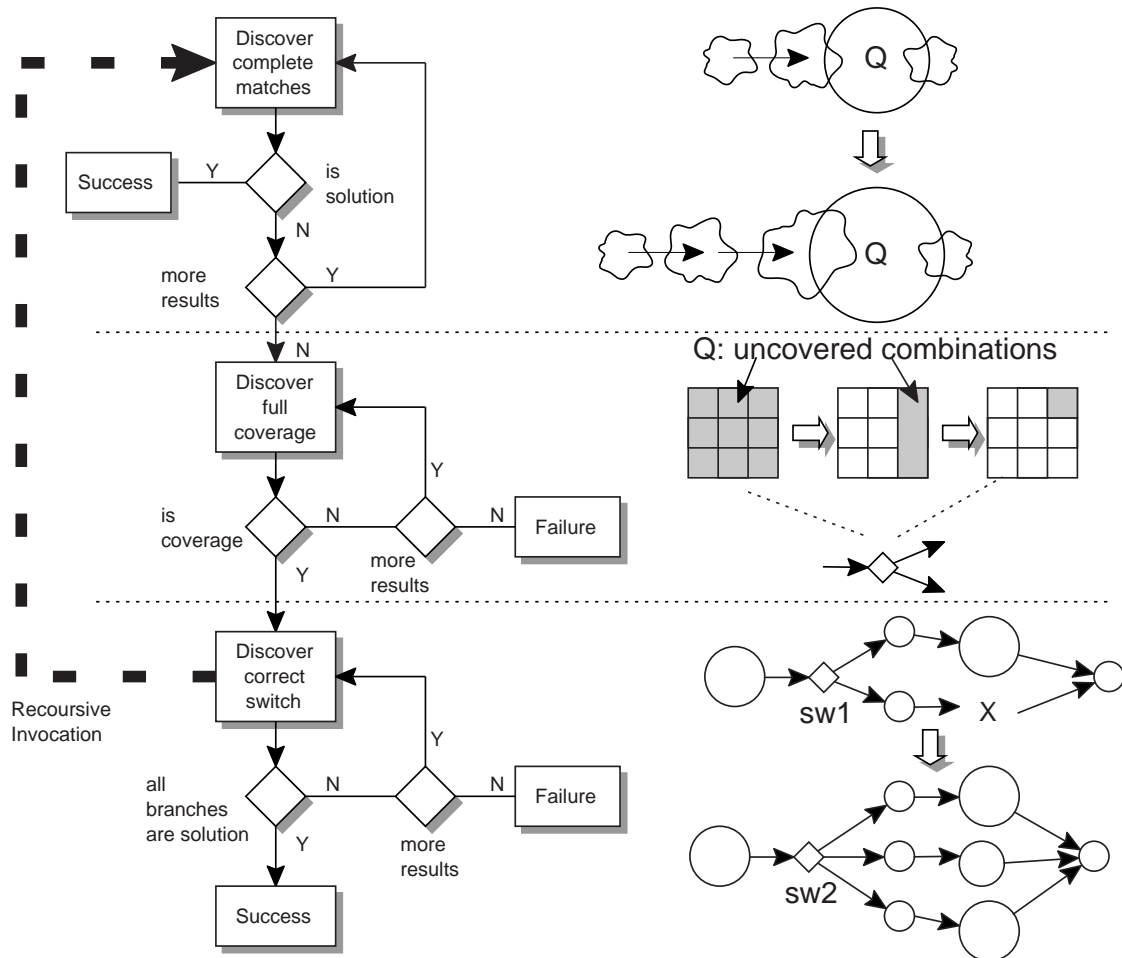 Discover
complete
matches
Q
Success
Y
is
solution
N
more
results
Y
Q
N
Discover
full
coverage
Q: uncovered combinations
Y
is
coverage
N
N
Failure
more
results
Y
Discover
correct
switch
sw1
X
Recoursive
Invocation
Y
all
branches
are solution
N
N
Failure
Y
more
results
sw2
Success